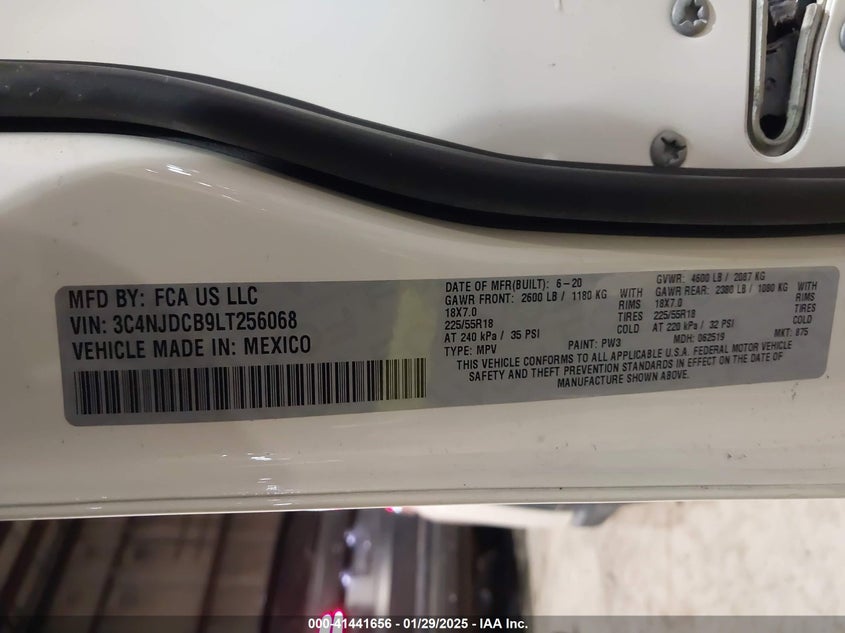 MFD BY: FCA US LLC
VIN: 3C4NJDCB9LT256068
VEHICLE MADE IN: MEXICO
DATE OF MFR(BUILT): 6-20
GAWR FRONT: 2600 LB / 1180 KG WITH
18X7.0 RIMS
225/55R18 TIRES
AT 240 kPa / 35 PSI COLD
TYPE: MPV PAINT: PW3
GVWR: 4600 LB / 2087 KG
GAWR REAR: 2380 LB / 1080 KG WITH
18X7.0 RIMS
225/55R18 TIRES
AT 220 kPa / 32 PSI COLD
MDH: 062519 MKT: 875
THIS VEHICLE CONFORMS TO ALL APPLICABLE U.S.A. FEDERAL MOTOR VEHICLE
SAFETY AND THEFT PREVENTION STANDARDS IN EFFECT ON THE DATE OF
MANUFACTURE SHOWN ABOVE.
000-41441656 - 01/29/2025 - IAA Inc.